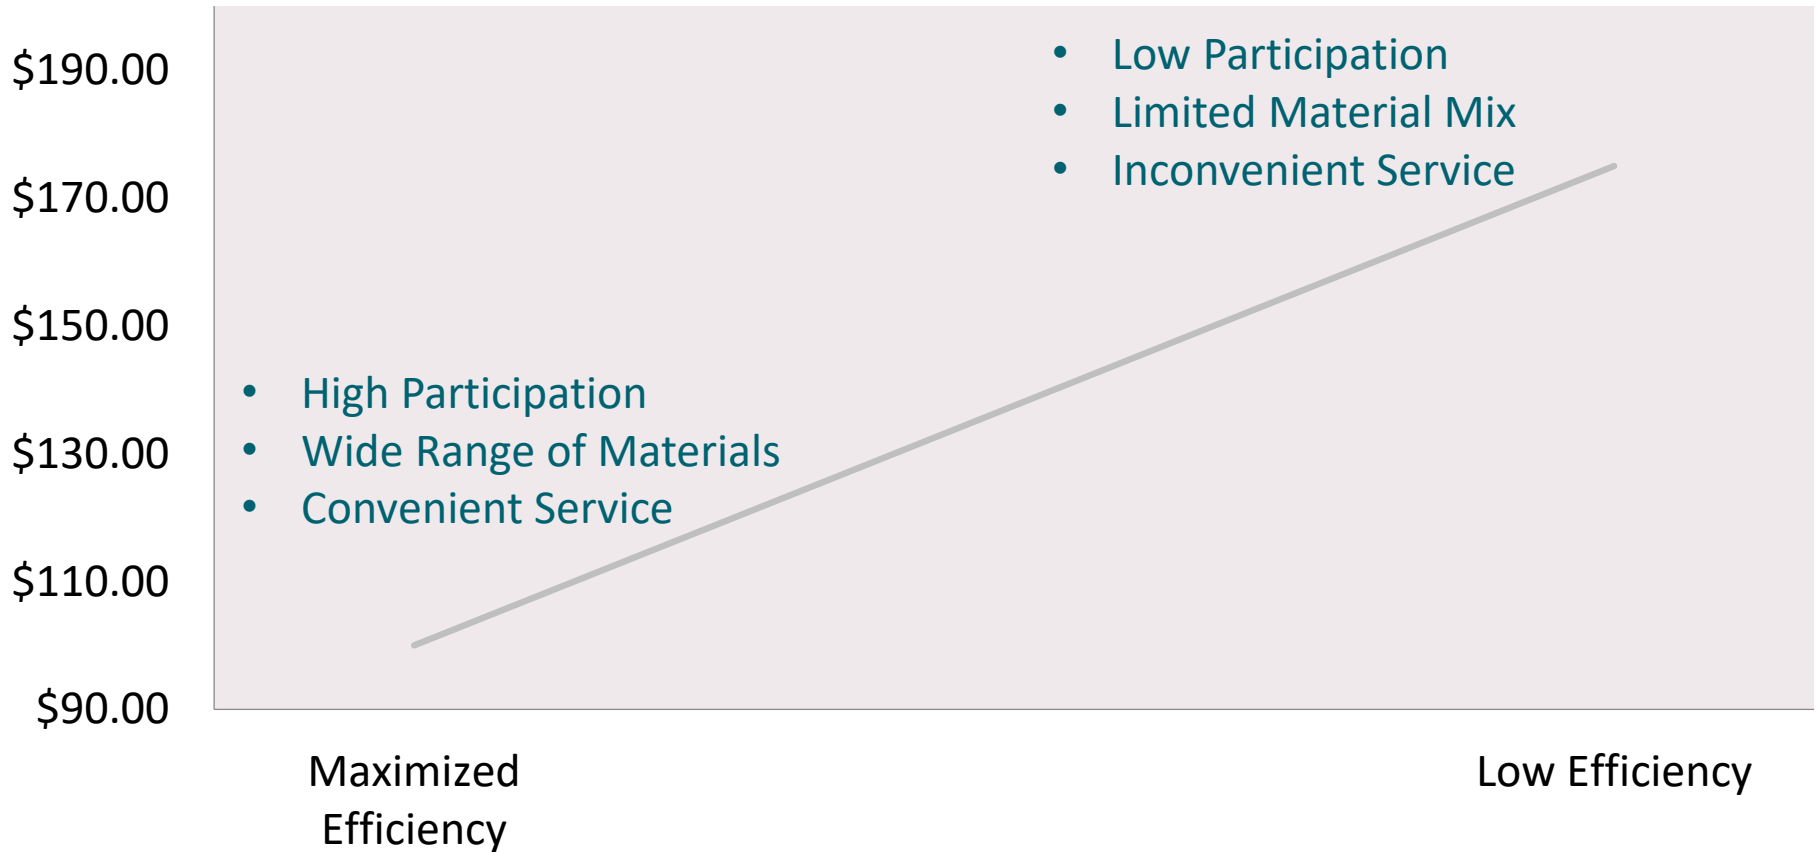 $190.00
$170.00
$150.00
$130.00
$110.00
$90.00
• Low Participation
• Limited Material Mix
• Inconvenient Service
• High Participation
• Wide Range of Materials
• Convenient Service
Maximized
Efficiency
Low Efficiency